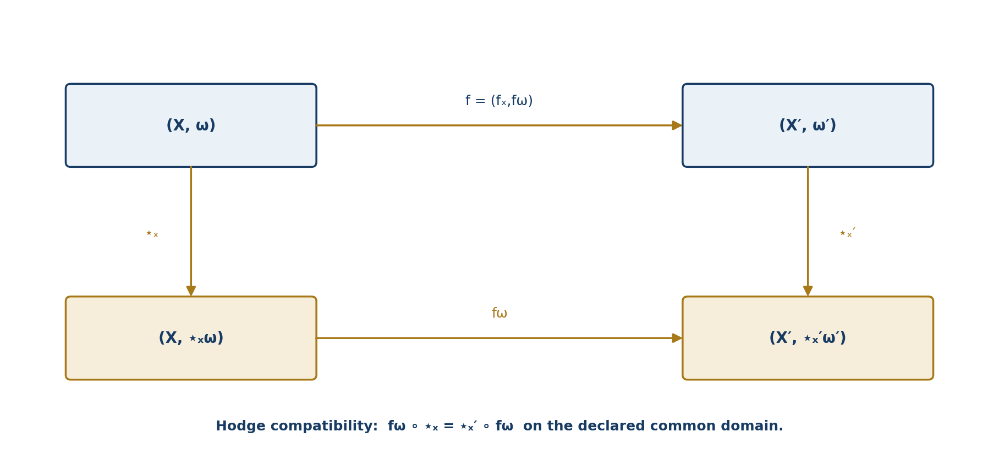 f = (fₓ,fω)
(X, ω)
(X′, ω′)
⋆ₓ
⋆ₓ′
fω
(X, ⋆ₓω)
(X′, ⋆ₓ′ω′)
Hodge compatibility: fω ∘ ⋆ₓ = ⋆ₓ′ ∘ fω on the declared common domain.